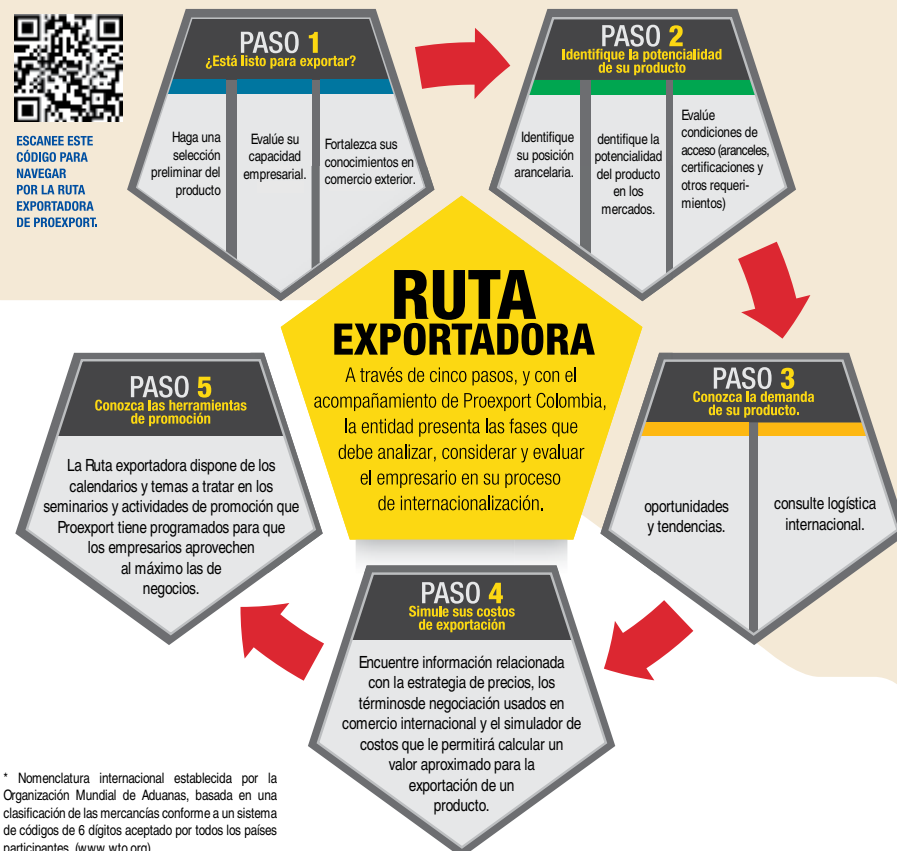 ESCANEE ESTE
CÓDIGO PARA
NAVEGAR
POR LA RUTA
EXPORTADORA
DE PROEXPORT.
PASO 1
¿Está listo para exportar?
Haga una
selección
preliminar del
producto
Evalúe su
capacidad
empresarial.
Fortalezca sus
conocimientos en
comercio exterior.
PASO 2
Identifique la potencialidad
de su producto
Identifique
su posición
arancelaria.
dentifique la
potencialidad
del producto
en los
mercados.
Evalúe
condiciones de
acceso (aranceles,
certificaciones y
otros requeri-
mientos)
RUTA
EXPORTADORA
A través de cinco pasos, y con el
acompañamiento de Proexport Colombia,
la entidad presenta las fases que
debe analizar, considerar y evaluar
el empresario en su proceso
de internacionalización.
PASO 3
Conozca la demanda
de su producto.
oportunidades
y tendencias.
consulte logística
internacional.
PASO 4
Simule sus costos
de exportación
Encuentre información relacionada
con la estrategia de precios, los
términosde negociación usados en
comercio internacional y el simulador de
costos que le permitirá calcular un
valor aproximado para la
exportación de un
producto.
PASO 5
Conozca las herramientas
de promoción
La Ruta exportadora dispone de los
calendarios y temas a tratar en los
seminarios y actividades de promoción que
Proexport tiene programados para que
los empresarios aprovechen
al máximo las de
negocios.
* Nomenclatura internacional establecida por la
Organización Mundial de Aduanas, basada en una
clasificación de las mercancías conforme a un sistema
de códigos de 6 dígitos aceptado por todos los países
participantes. (www.wto.org)